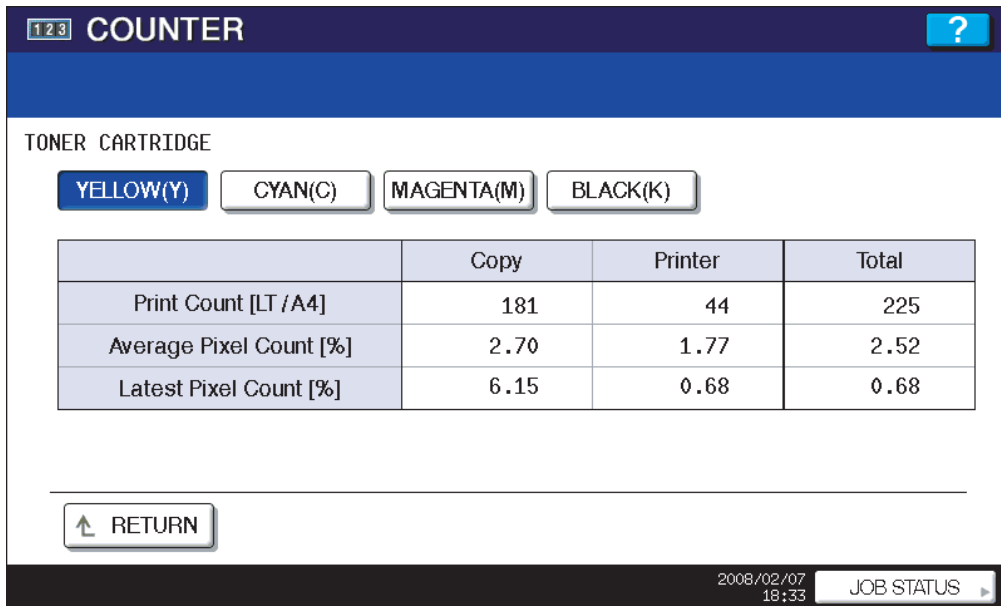 123 COUNTER ?
TONER CARTRIDGE
YELLOW(Y) CYAN(C) MAGENTA(M) BLACK(K)
Copy Printer Total
Print Count [LT/A4] 181 44 225
Average Pixel Count [%] 2.70 1.77 2.52
Latest Pixel Count [%] 6.15 0.68 0.68
RETURN
2008/02/07
18:33 JOB STATUS